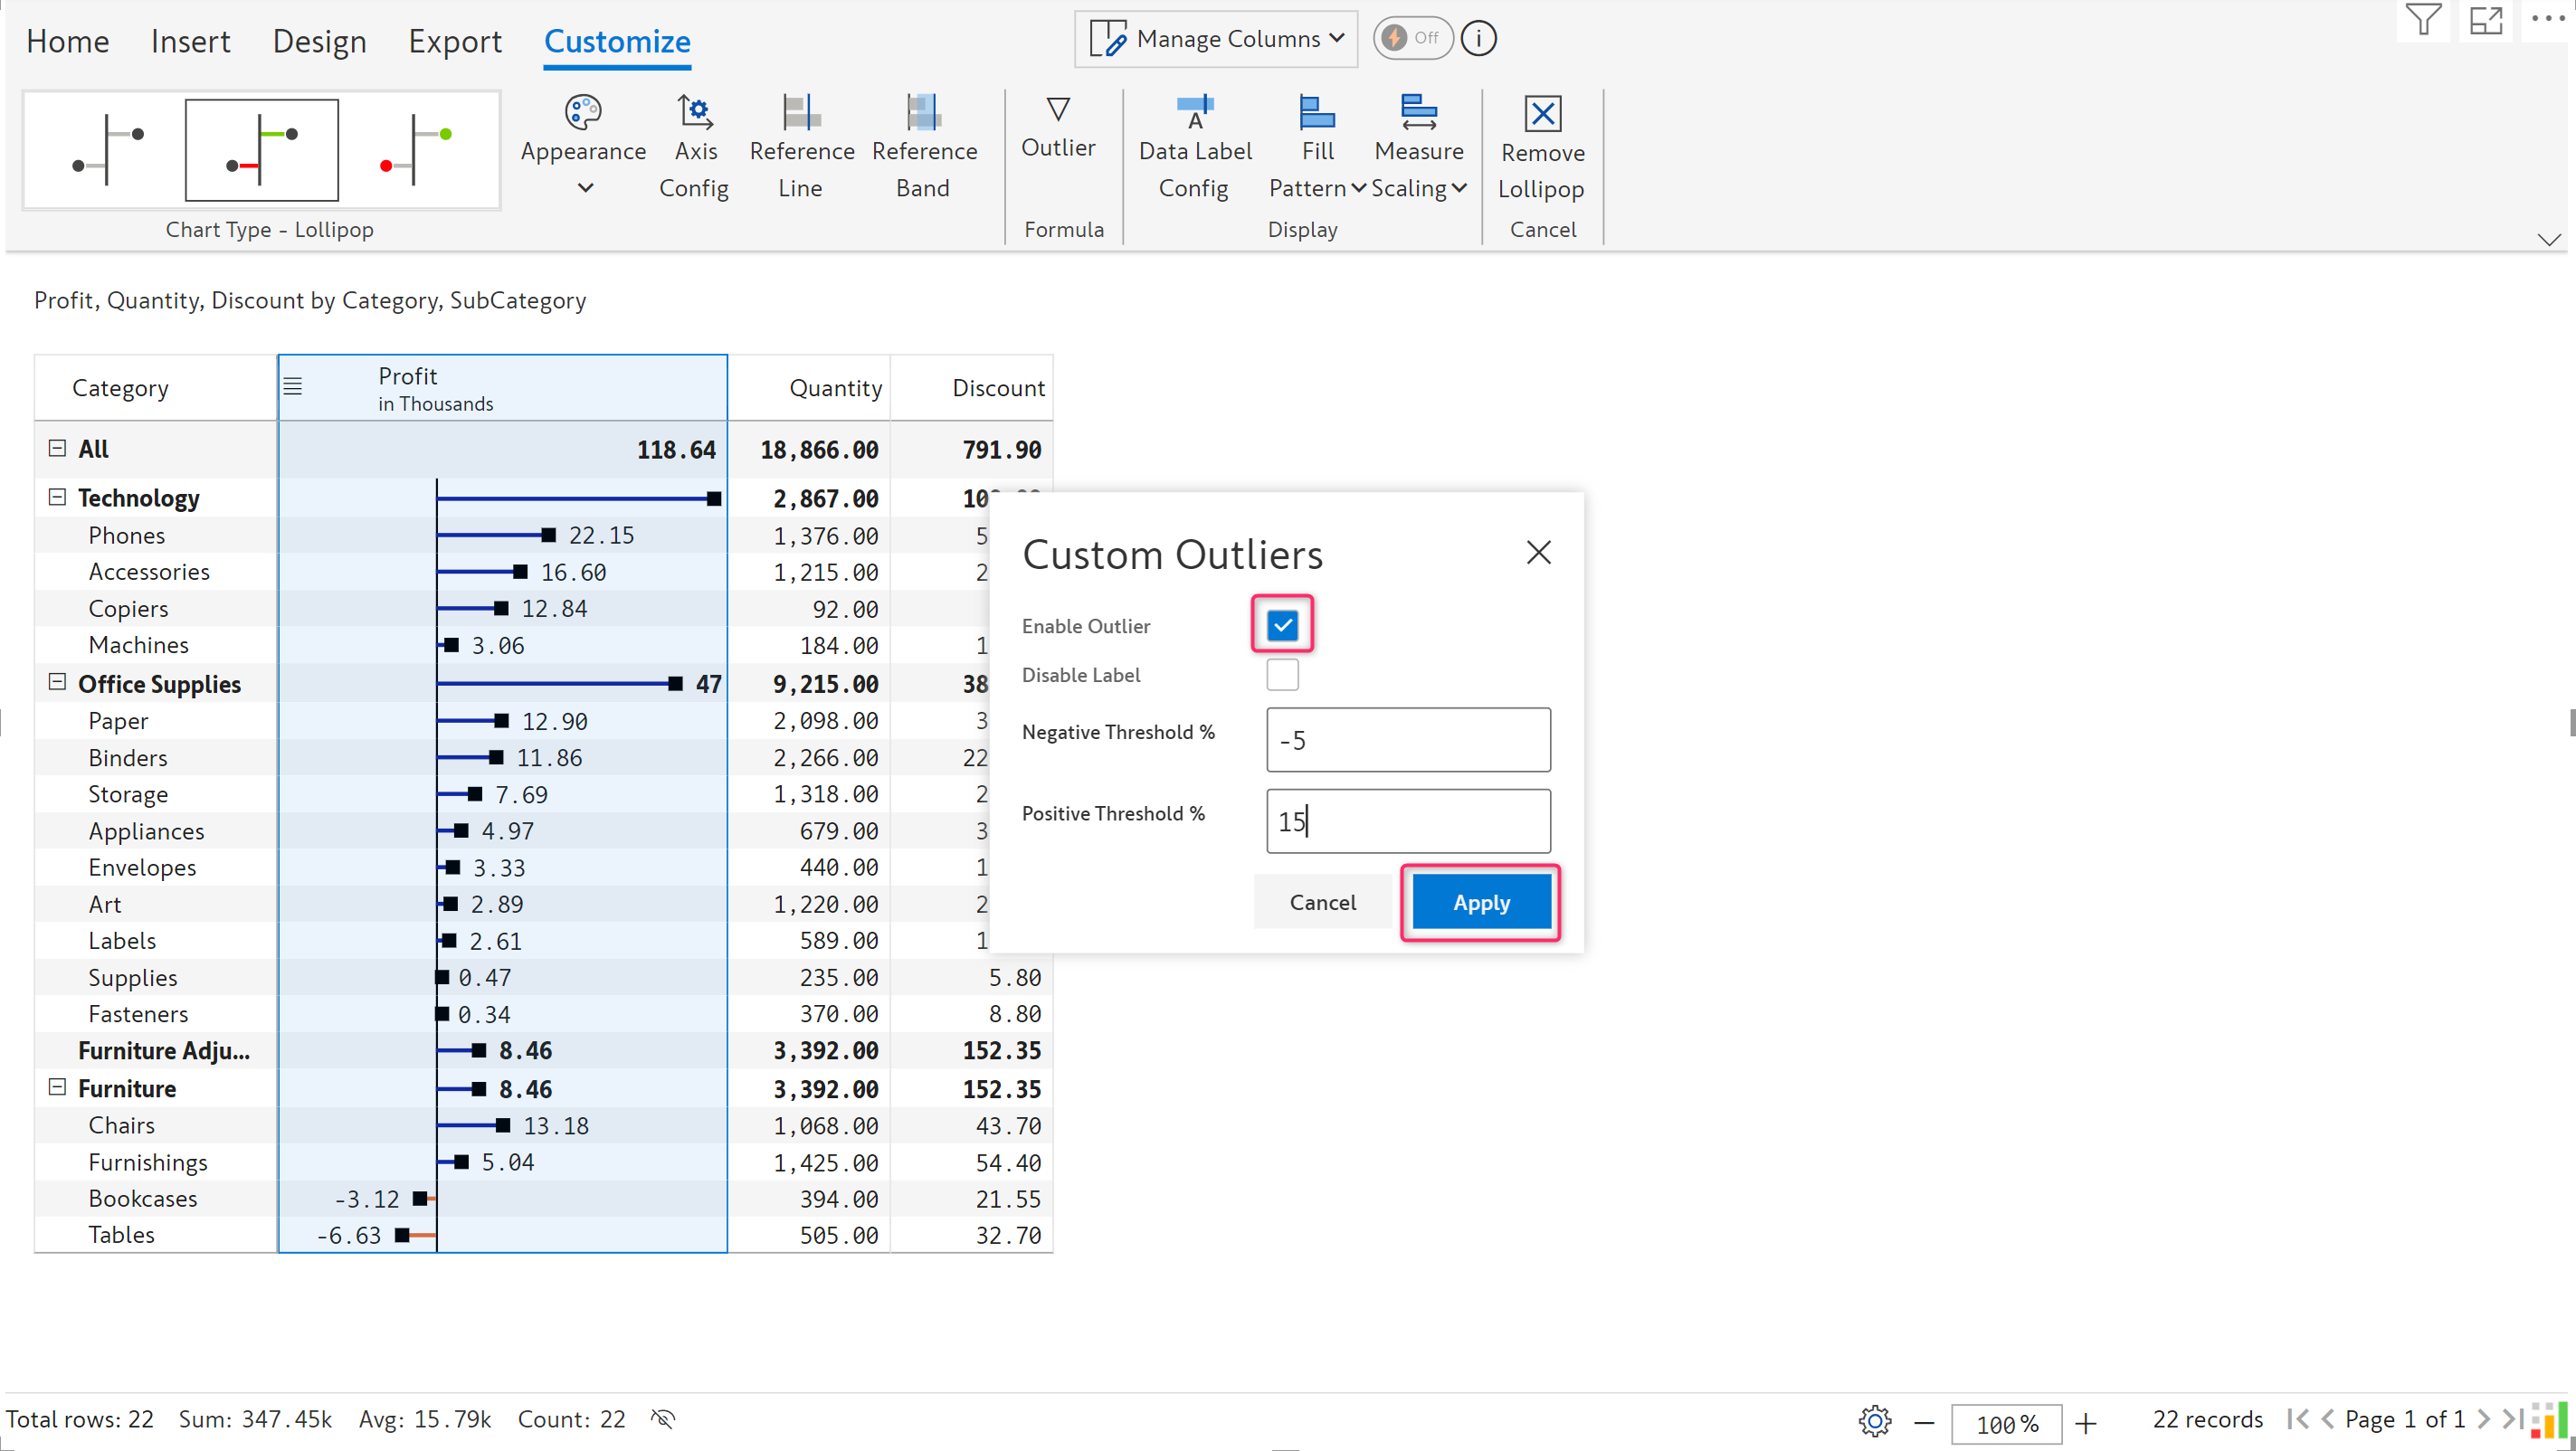 Home Insert Design Export Customize Manage Columns Off i
Appearance Axis Config Reference Line Reference Band Outlier Data Label Config Fill Pattern Measure Scaling Remove Lollipop
Chart Type - Lollipop Formula Display Cancel
Profit, Quantity, Discount by Category, SubCategory
Category Profit in Thousands Quantity Discount
All 118.64 18,866.00 791.90
Technology 2,867.00
Phones 22.15 1,376.00 5
Accessories 16.60 1,215.00 2
Copiers 12.84 92.00
Machines 3.06 184.00 1
Office Supplies 47 9,215.00 38
Paper 12.90 2,098.00 3
Binders 11.86 2,266.00 22
Storage 7.69 1,318.00 2
Appliances 4.97 679.00 3
Envelopes 3.33 440.00 1
Art 2.89 1,220.00 2
Labels 2.61 589.00 1
Supplies 0.47 235.00 5.80
Fasteners 0.34 370.00 8.80
Furniture Adju... 8.46 3,392.00 152.35
Furniture 8.46 3,392.00 152.35
Chairs 13.18 1,068.00 43.70
Furnishings 5.04 1,425.00 54.40
Bookcases -3.12 394.00 21.55
Tables -6.63 505.00 32.70
Custom Outliers
Enable Outlier
Disable Label
Negative Threshold % -5
Positive Threshold % 15
Cancel Apply
Total rows: 22 Sum: 347.45k Avg: 15.79k Count: 22 100% 22 records Page 1 of 1